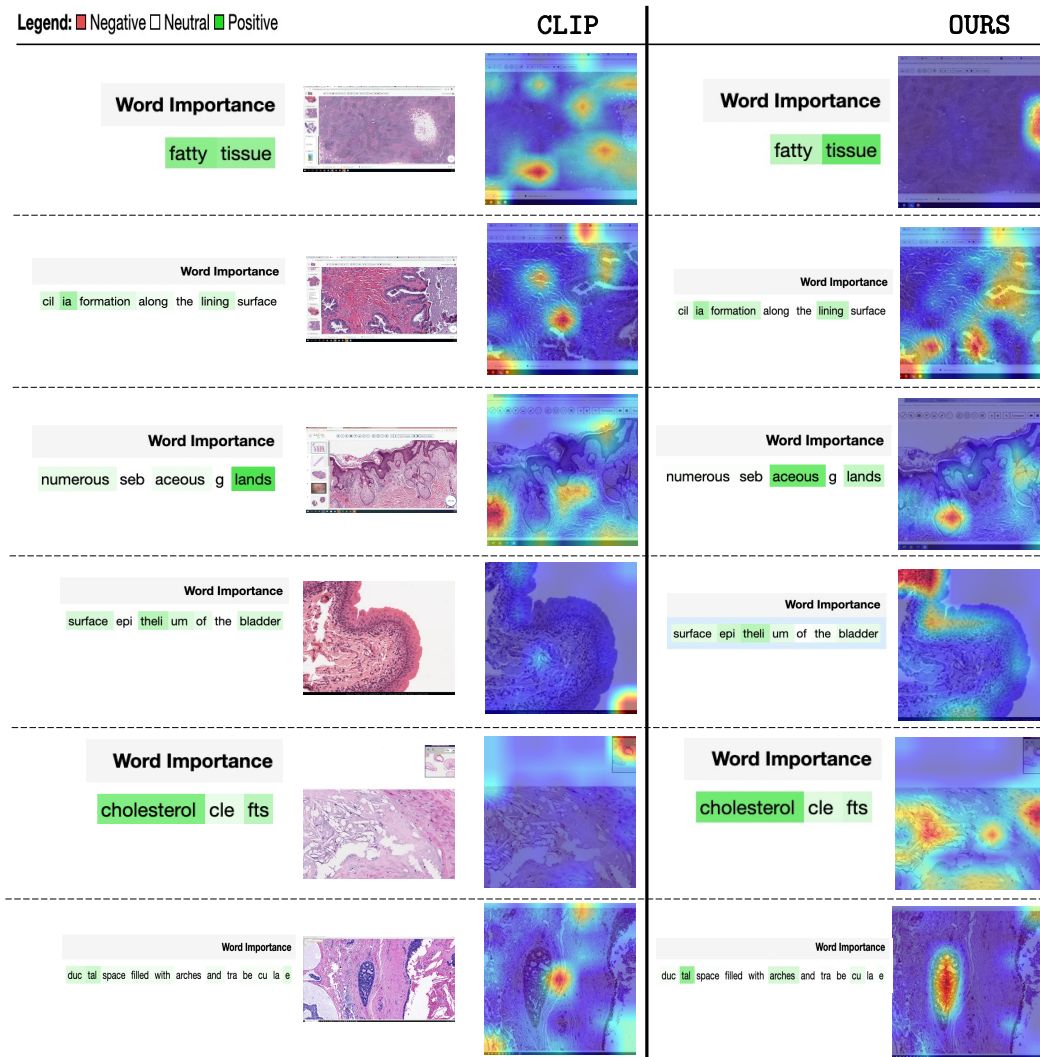 Legend: Negative Neutral Positive
CLIP
OURS
Word Importance
fatty tissue
Word Importance
fatty tissue
Word Importance
cil ia formation along the lining surface
Word Importance
cil ia formation along the lining surface
Word Importance
numerous seb aceous g lands
Word Importance
numerous seb aceous g lands
Word Importance
surface epi theli um of the bladder
Word Importance
surface epi theli um of the bladder
Word Importance
cholesterol cle fts
Word Importance
cholesterol cle fts
Word Importance
duc tal space filled with arches and tra be cu la e
Word Importance
duc tal space filled with arches and tra be cu la e